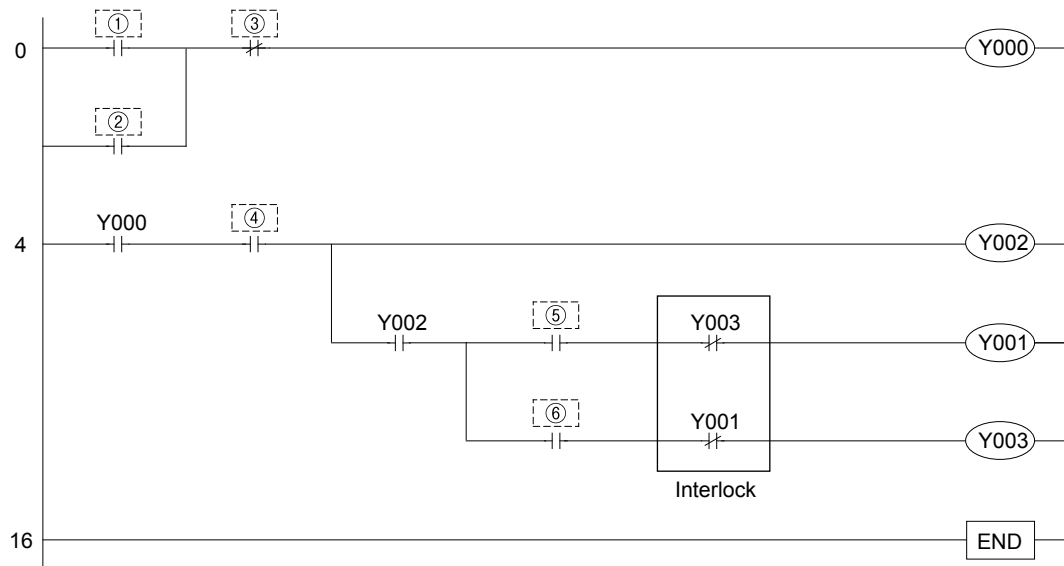 ① ③
0 Y000
②
Y000 ④
4 Y002
Y002 ⑤ Y003
Y001
⑥ Y001
Y003
Interlock
16 END